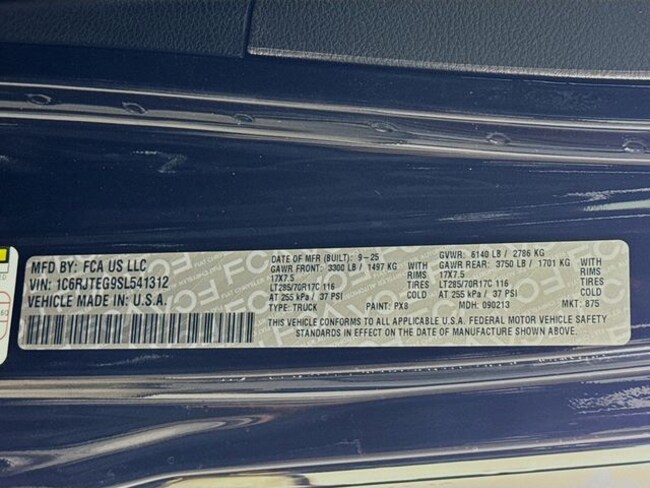 MFD BY: FCA US LLC
VIN: 1C6RJTEG9SL541312
VEHICLE MADE IN: U.S.A.
DATE OF MFR (BUILT): 9-25 GVWR: 6140 LB / 2786 KG
GAWR FRONT: 3300 LB / 1497 KG WITH GAWR REAR: 3750 LB / 1701 KG WITH
17X7.5 RIMS 17X7.5 RIMS
LT285/70R17C 116 TIRES LT285/70R17C 116 TIRES
AT 255 kPa / 37 PSI COLD AT 255 kPa / 37 PSI COLD
TYPE: TRUCK PAINT: PX8 MDH: 090213 MKT: 875
THIS VEHICLE CONFORMS TO ALL APPLICABLE U.S.A. FEDERAL MOTOR VEHICLE SAFETY
STANDARDS IN EFFECT ON THE DATE OF MANUFACTURE SHOWN ABOVE.